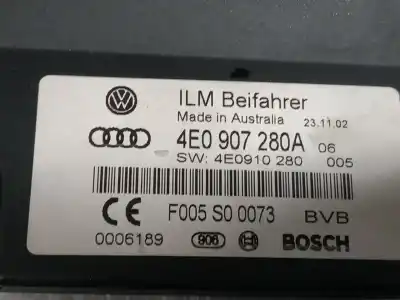 ILM Beifahrer
Made in Australia 23.11.02
4E0 907 280A 06
SW: 4E0910 280 005
CE F005 S0 0073 BVB
0006189 906 BOSCH